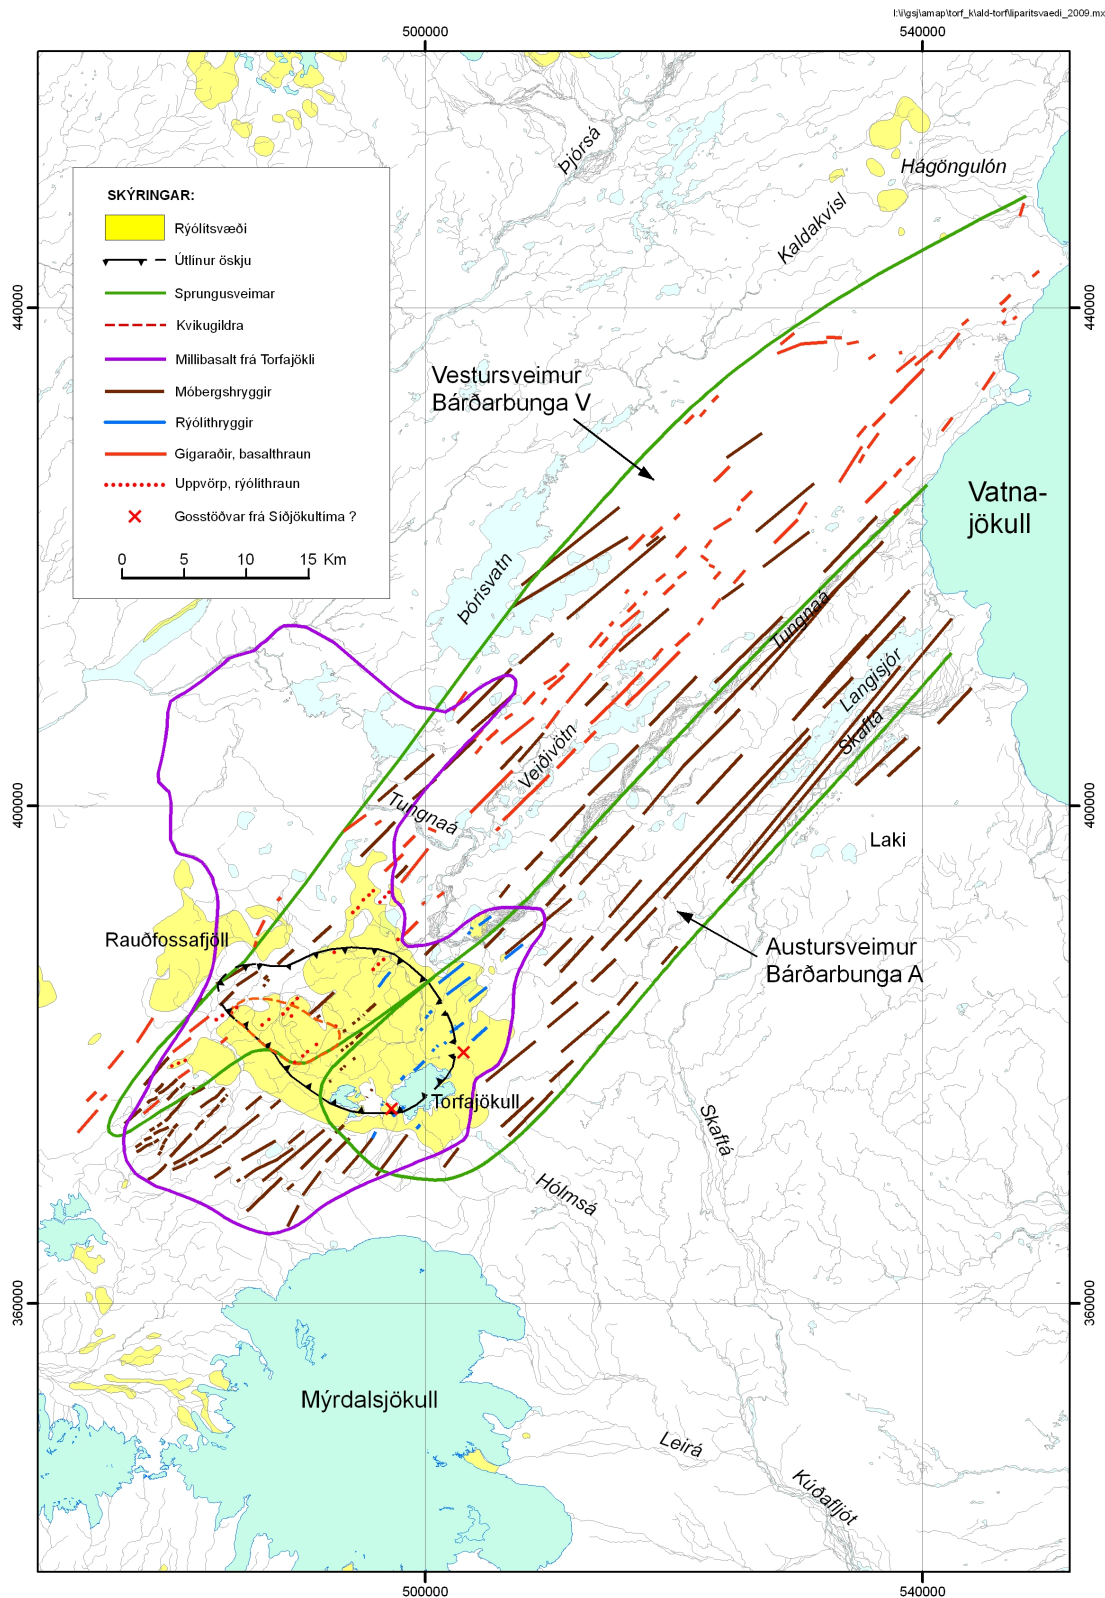 l:\i\gsj\amap\torf_k\ald-torf\liparitsvaedi_2009.mx
500000
540000
Þjórsá
Hágöngulón
Kaldakvísl
SKÝRINGAR:
Rýólítsvæði
Útlínur öskju
Sprungusveimar
Kvikugildra
Millibasalt frá Torfajökli
Móbergshryggir
Rýólíthryggir
Gígaraðir, basalthraun
Uppvörp, rýólíthraun
Gosstöðvar frá Síðjökultíma ?
0 5 10 15 Km
440000
440000
Vestursveimur
Bárðarbunga V
Vatna-
jökull
Þórisvatn
Tungnaá
Langisjór
Skaftá
Veiðivötn
Tungnaá
400000
400000
Laki
Rauðfossafjöll
Austursveimur
Bárðarbunga A
Torfajökull
Skaftá
Hólmsá
360000
360000
Mýrdalsjökull
Leirá
Kúðafljót
500000
540000